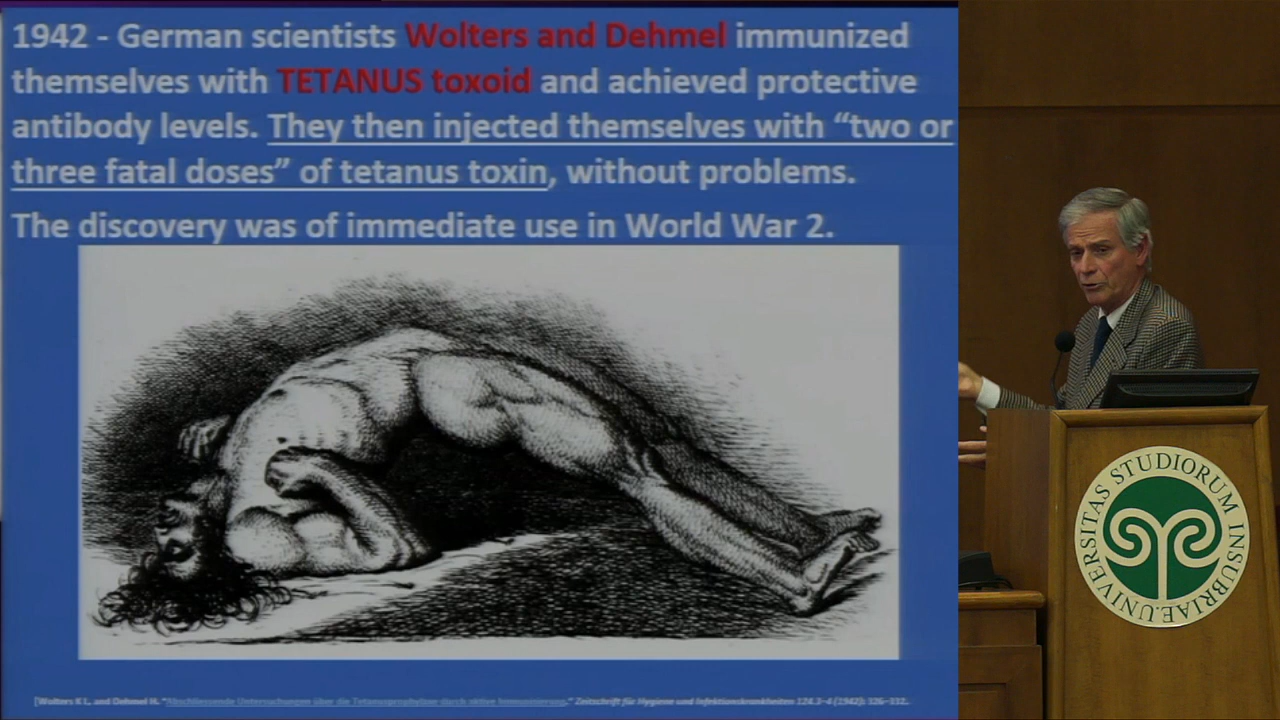 1942 - German scientists Wolters and Dehmel immunized
themselves with TETANUS toxoid and achieved protective
antibody levels. They then injected themselves with “two or
three fatal doses” of tetanus toxin, without problems.
The discovery was of immediate use in World War 2.
[Wolters K L, and Dehmel H. "Abschliessende Untersuchungen über die Tetanusprophylaxe durch aktive Immunisierung." Zeitschrift für Hygiene und Infektionskrankheiten 124.3-4 (1942): 326-332.
UNIVERSITAS STUDIORUM INSUBRIAE